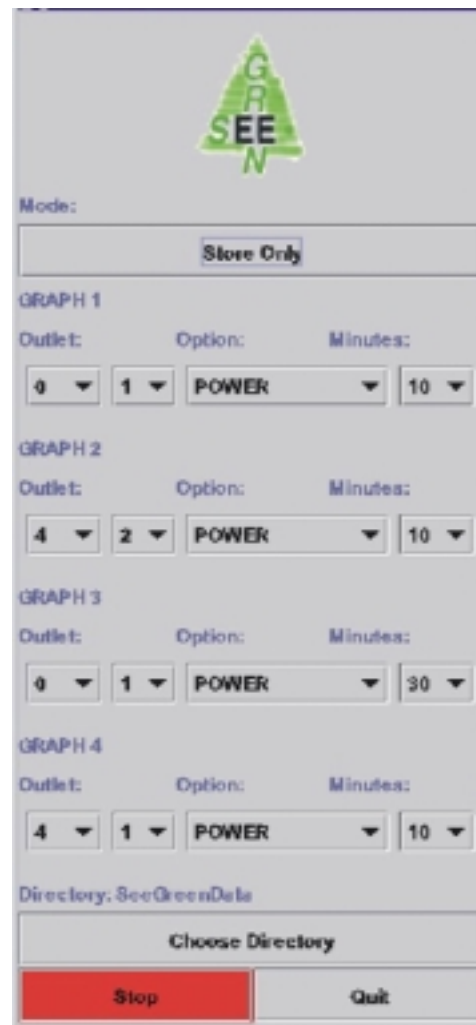 GREEN
SEE
Mode:
Store Only
GRAPH 1
Outlet: Option: Minutes:
0 1 POWER 10
GRAPH 2
Outlet: Option: Minutes:
4 2 POWER 10
GRAPH 3
Outlet: Option: Minutes:
0 1 POWER 30
GRAPH 4
Outlet: Option: Minutes:
4 1 POWER 10
Directory: SeeGreenData
Choose Directory
Stop Quit